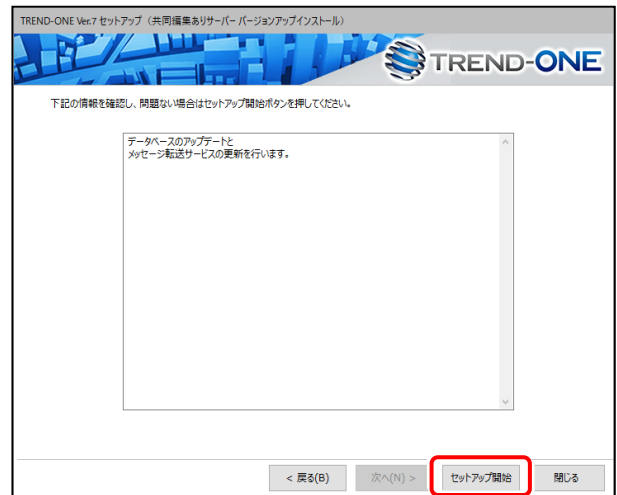 TREND-ONE Ver.7 セットアップ（共同編集ありサーバー バージョンアップインストール）
TREND-ONE
下記の情報を確認し、問題ない場合はセットアップ開始ボタンを押してください。
データベースのアップデートと
メッセージ転送サービスの更新を行います。
< 戻る(B)
次へ(N) >
セットアップ開始
閉じる